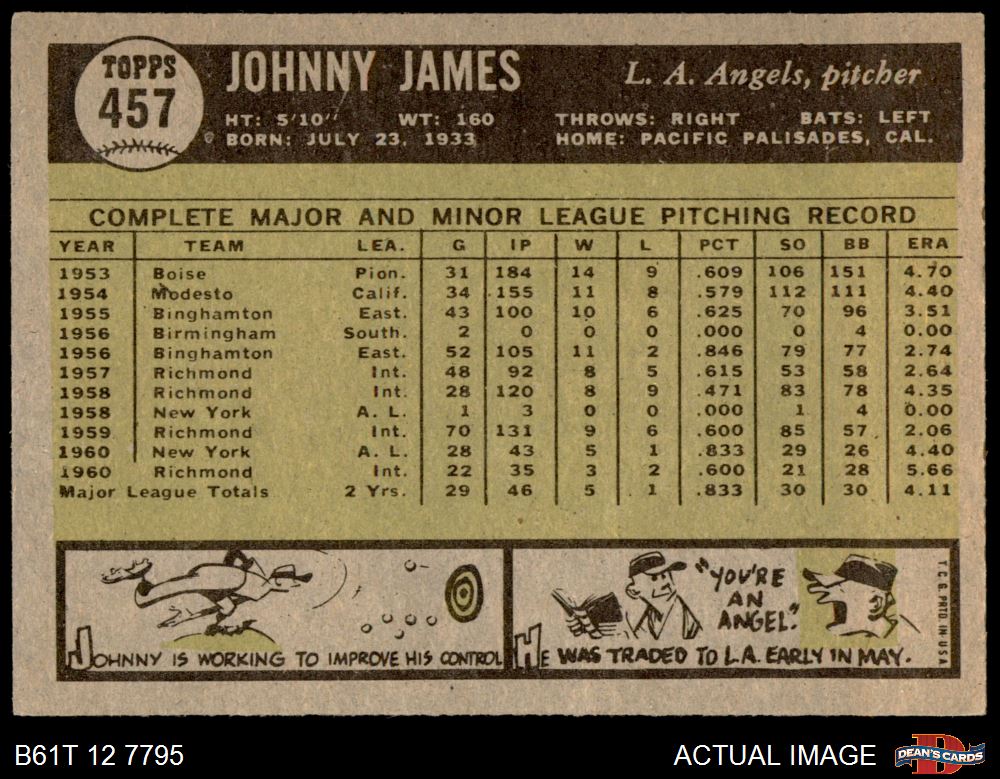 TOPPS
457
JOHNNY JAMES
L. A. Angels, pitcher
HT: 5'10" WT: 160 THROWS: RIGHT BATS: LEFT
BORN: JULY 23, 1933 HOME: PACIFIC PALISADES, CAL.
COMPLETE MAJOR AND MINOR LEAGUE PITCHING RECORD
YEAR TEAM LEA. G IP W L PCT SO BB ERA
1953 Boise Pion. 31 184 14 9 .609 106 151 4.70
1954 Modesto Calif. 34 155 11 8 .579 112 111 4.40
1955 Binghamton East. 43 100 10 6 .625 70 96 3.51
1956 Birmingham South. 2 0 0 0 .000 0 4 0.00
1956 Binghamton East. 52 105 11 2 .846 79 77 2.74
1957 Richmond Int. 48 92 8 5 .615 53 58 2.64
1958 Richmond Int. 28 120 8 9 .471 83 78 4.35
1958 New York A. L. 1 3 0 0 .000 1 4 0.00
1959 Richmond Int. 70 131 9 6 .600 85 57 2.06
1960 New York A. L. 28 43 5 1 .833 29 26 4.40
1960 Richmond Int. 22 35 3 2 .600 21 28 5.66
Major League Totals 2 Yrs. 29 46 5 1 .833 30 30 4.11
JOHNNY IS WORKING TO IMPROVE HIS CONTROL
"YOU'RE
AN
ANGEL."
HE WAS TRADED TO L.A. EARLY IN MAY.
T.C.G. PRTD. IN USA
B61T 12 7795
ACTUAL IMAGE
D
DEAN'S CARDS